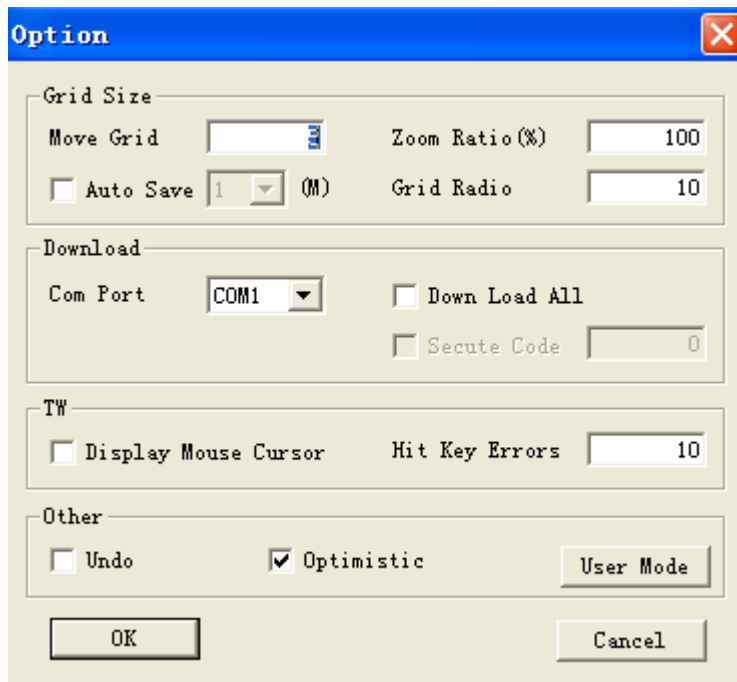 Option
Grid Size
Move Grid 3 Zoom Ratio(%) 100
Auto Save 1 (M) Grid Radio 10
Download
Com Port COM1 Down Load All
Secute Code 0
TW
Display Mouse Cursor Hit Key Errors 10
Other
Undo Optimistic User Mode
OK Cancel